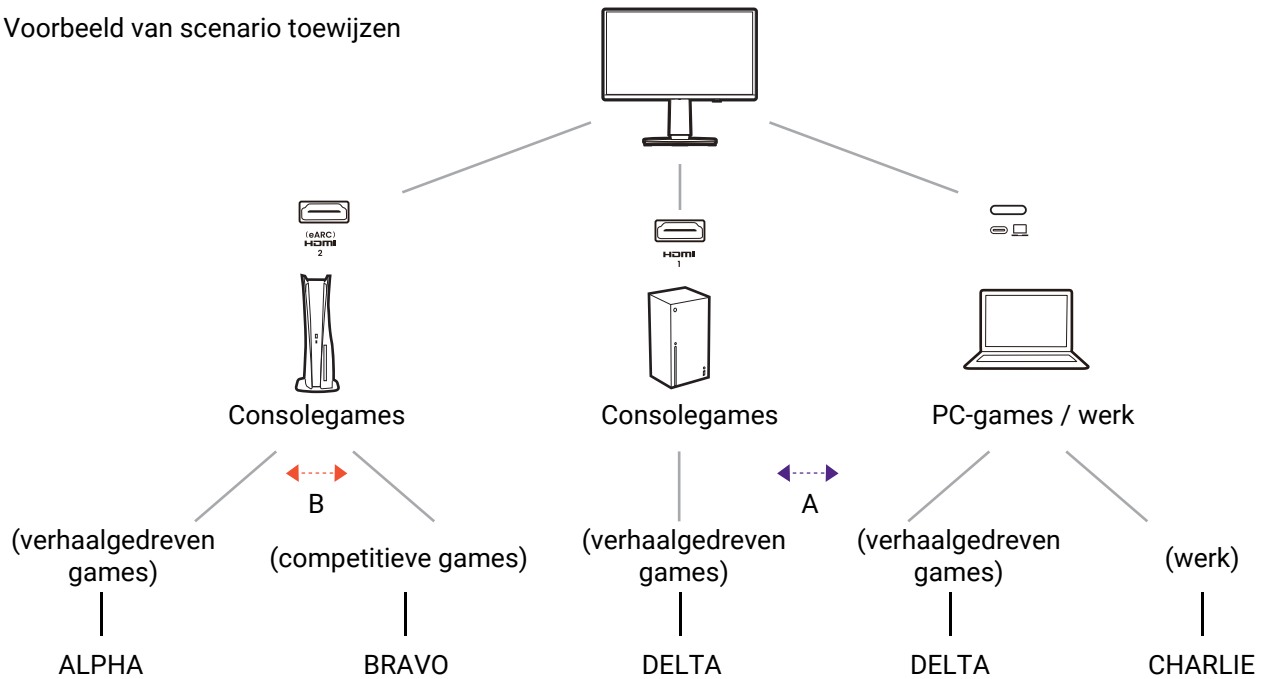 Voorbeeld van scenario toewijzen
(eARC)
HDMI
2
HDMI
1
Consolegames
Consolegames
PC-games / werk
B
A
(verhaalgedreven
games)
(competitieve games)
(verhaalgedreven
games)
(verhaalgedreven
games)
(werk)
ALPHA
BRAVO
DELTA
DELTA
CHARLIE